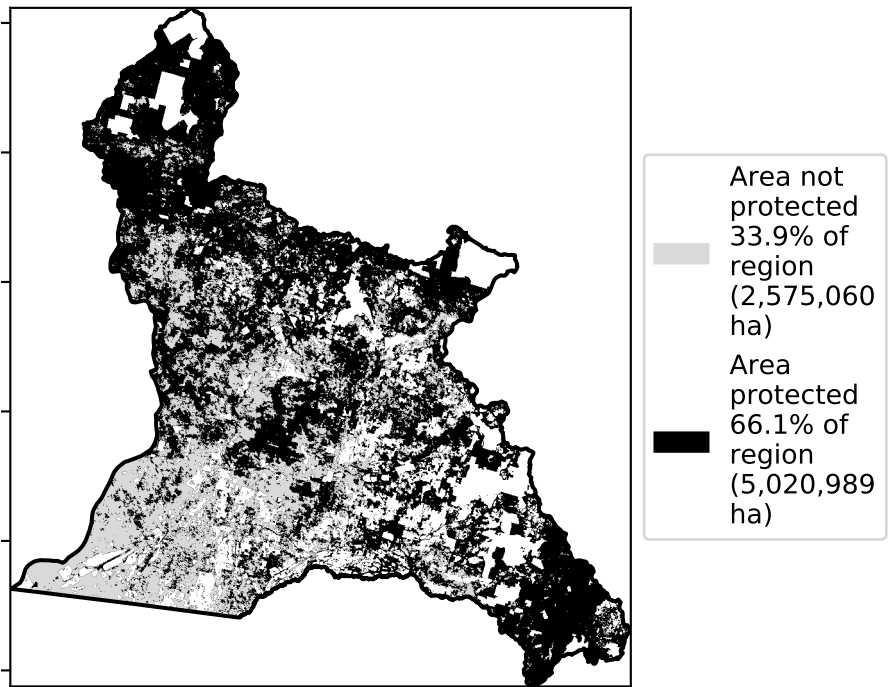 Area not
protected
33.9% of
region
(2,575,060
ha)
Area
protected
66.1% of
region
(5,020,989
ha)